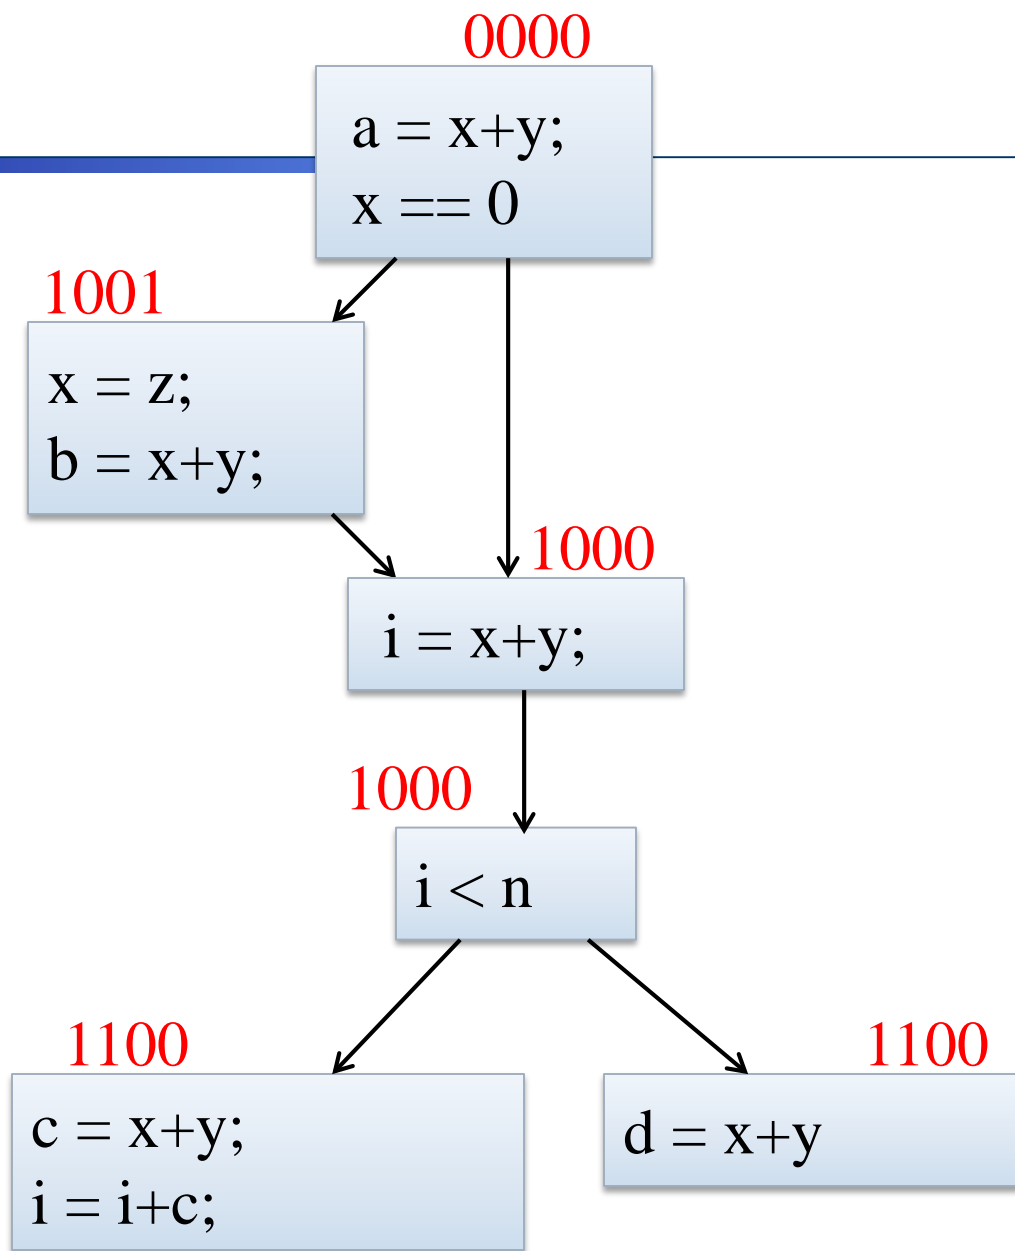 0000
a = x+y;
x == 0
1001
x = z;
b = x+y;
1000
i = x+y;
1000
i < n
1100
c = x+y;
i = i+c;
1100
d = x+y